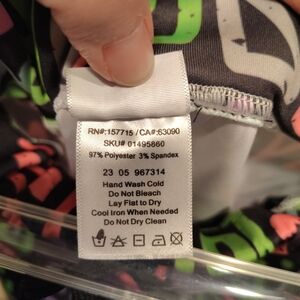 RN#:157715 / CA#:63090
SKU# 01495860
97% Polyester 3% Spandex
23 05 967314
Hand Wash Cold
Do Not Bleach
Lay Flat to Dry
Cool Iron When Needed
Do Not Dry Clean